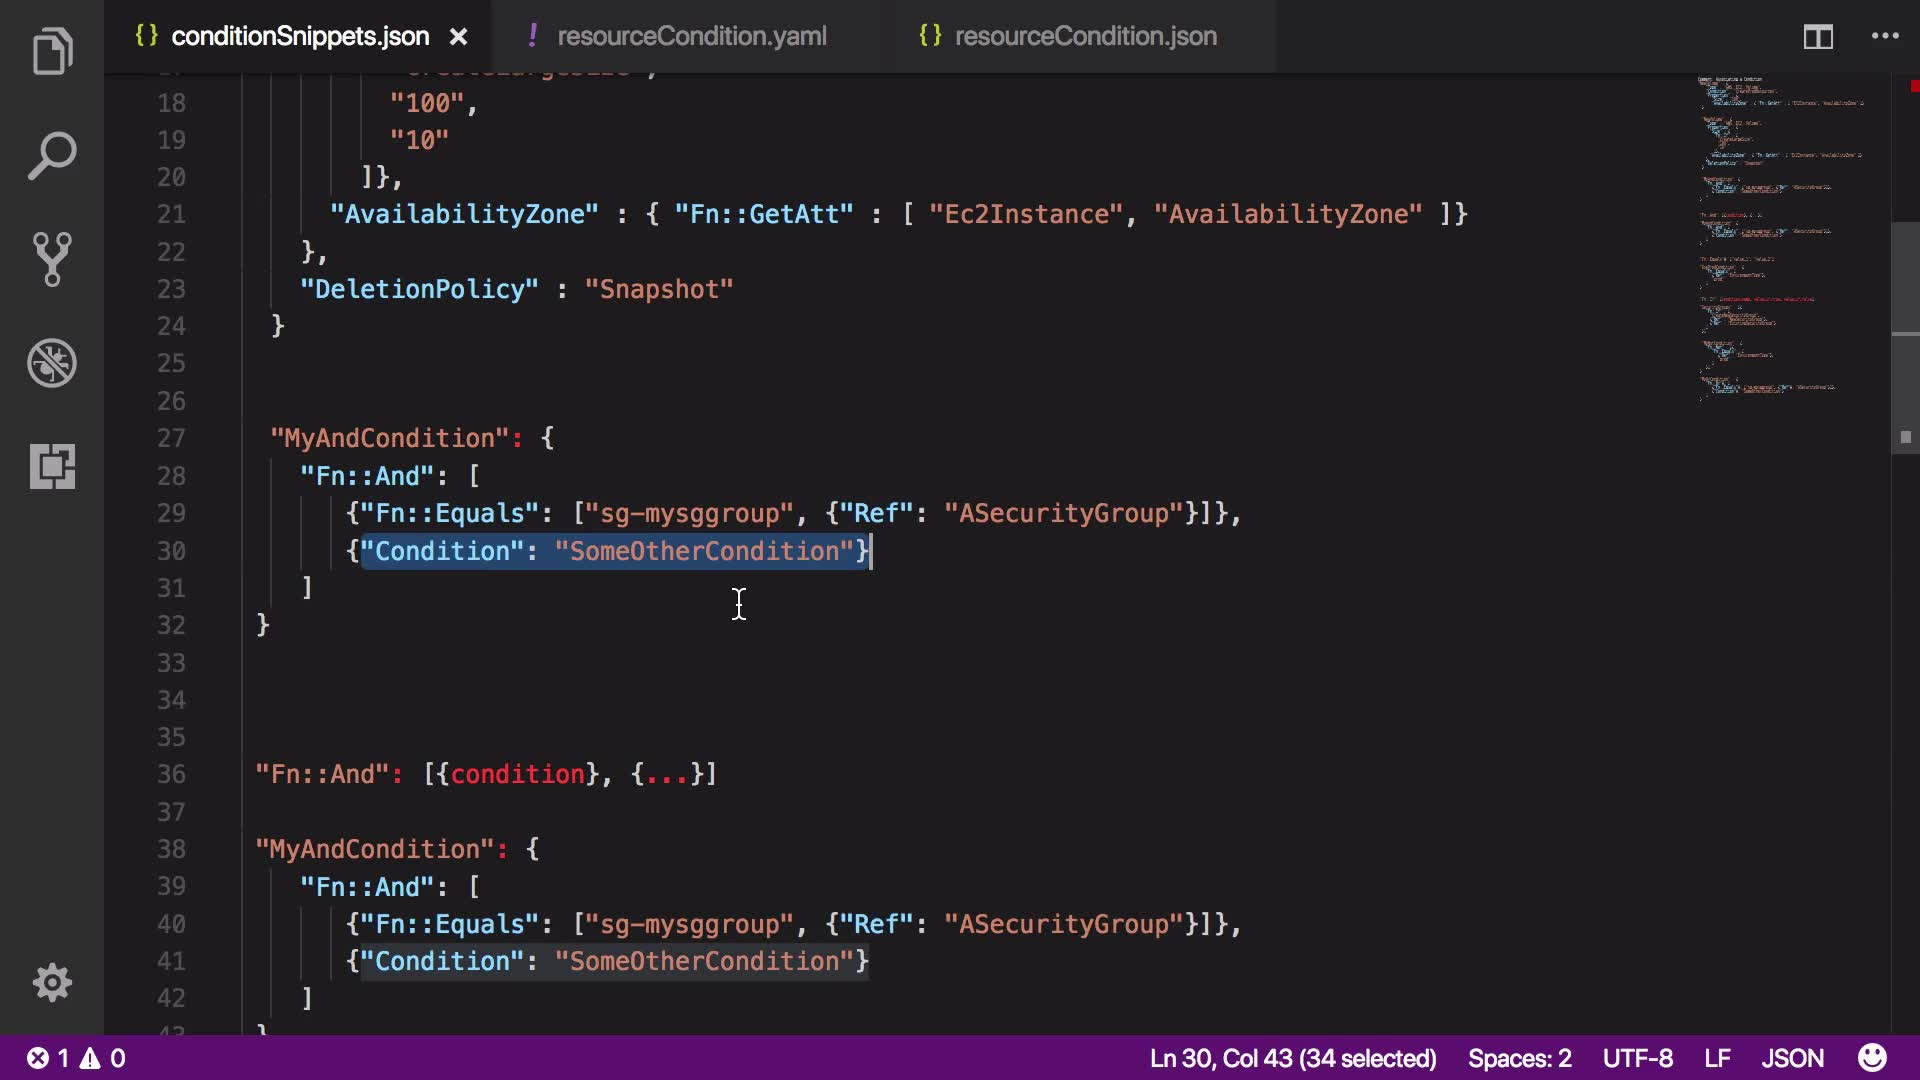 conditionSnippets.json
resourceCondition.yaml
resourceCondition.json
18 "100",
19 "10"
20 ]},
21 "AvailabilityZone" : { "Fn::GetAtt" : [ "Ec2Instance", "AvailabilityZone" ]}
22 },
23 "DeletionPolicy" : "Snapshot"
24 }
25
26
27 "MyAndCondition": {
28 "Fn::And": [
29 {"Fn::Equals": ["sg-mysggroup", {"Ref": "ASecurityGroup"}]},
30 {"Condition": "SomeOtherCondition"}
31 ]
32 }
33
34
35
36 "Fn::And": [{condition}, {...}]
37
38 "MyAndCondition": {
39 "Fn::And": [
40 {"Fn::Equals": ["sg-mysggroup", {"Ref": "ASecurityGroup"}]},
41 {"Condition": "SomeOtherCondition"}
42 ]
43 }
1 0 Ln 30, Col 43 (34 selected) Spaces: 2 UTF-8 LF JSON